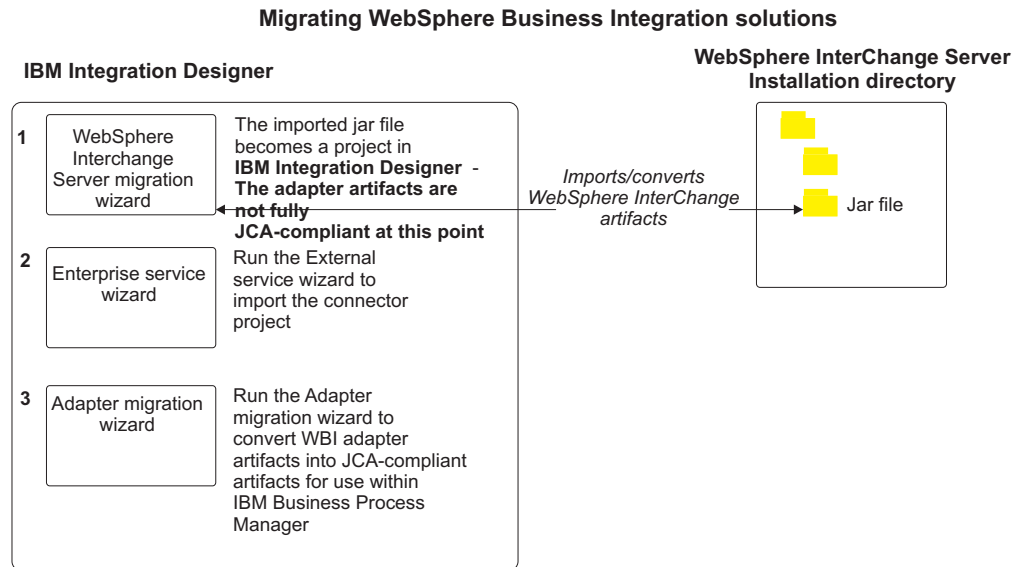 Migrating WebSphere Business Integration solutions
IBM Integration Designer
WebSphere InterChange Server
Installation directory
1
WebSphere
Interchange
Server migration
wizard
The imported jar file
becomes a project in
IBM Integration Designer -
The adapter artifacts are
not fully
JCA-compliant at this point
Imports/converts
WebSphere InterChange
artifacts
Jar file
2
Enterprise service
wizard
Run the External
service wizard to
import the connector
project
3
Adapter migration
wizard
Run the Adapter
migration wizard to
convert WBI adapter
artifacts into JCA-compliant
artifacts for use within
IBM Business Process
Manager